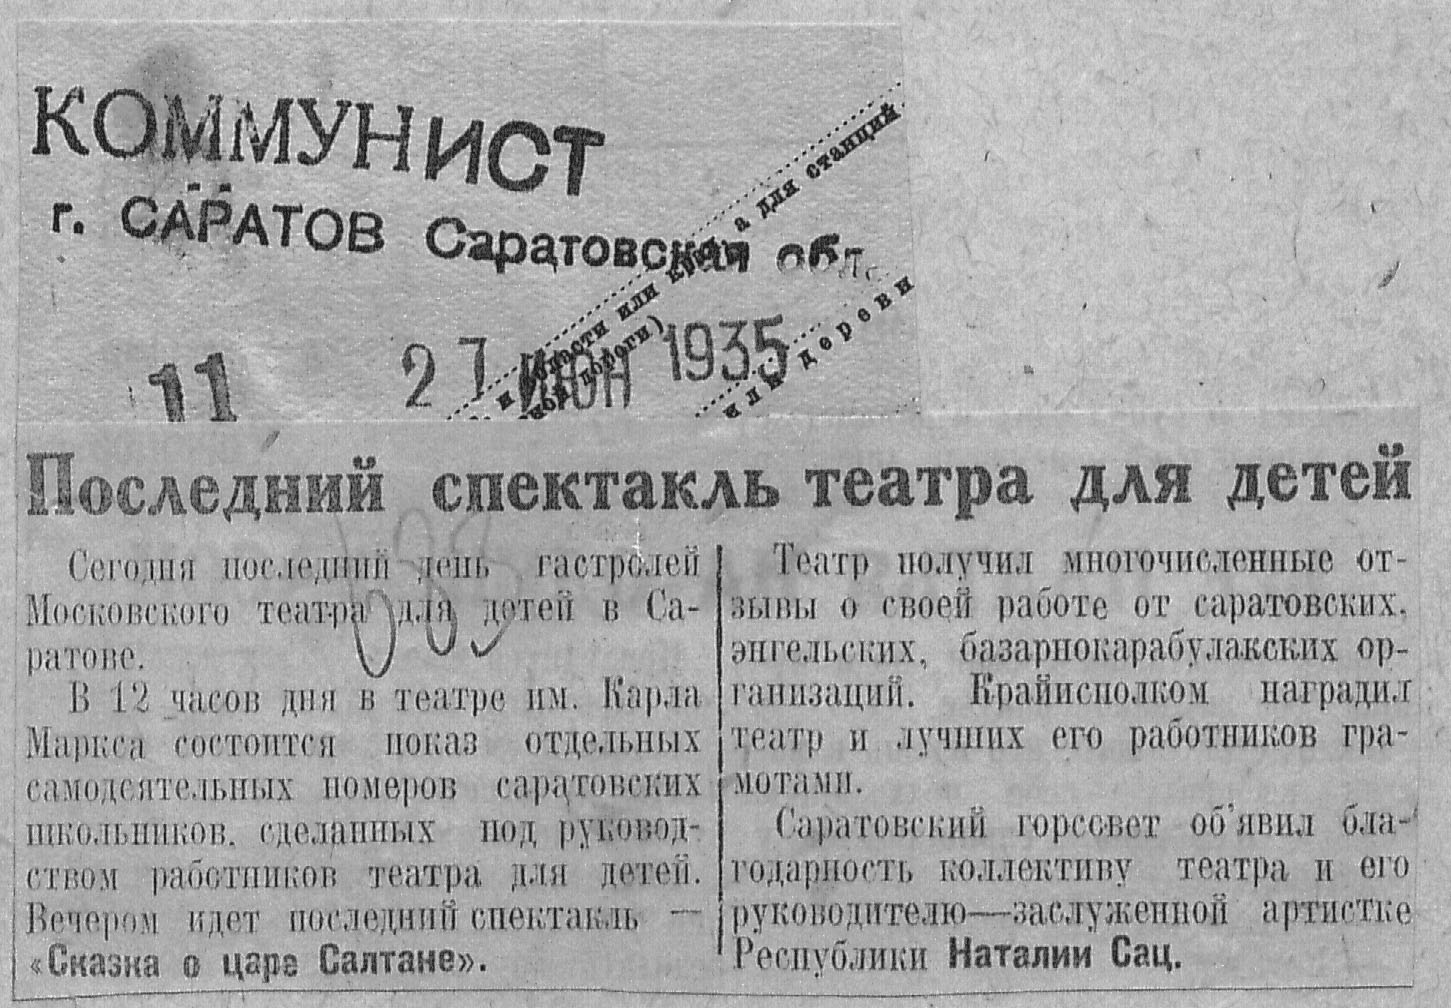 КОММУНИСТ
г. САРАТОВ Саратовская обл.
а для станций
или деревни
11
27 ИЮН 1935
Последний спектакль театра для детей
Сегодня последний день гастролей
Московского театра для детей в Са-
ратове.
В 12 часов дня в театре им. Карла
Маркса состоится показ отдельных
самодеятельных номеров саратовских
школьников, сделанных под руковод-
ством работников театра для детей.
Вечером идет последний спектакль —
«Сказка о царе Салтане».
Театр получил многочисленные от-
зывы о своей работе от саратовских,
энгельских, базарнокарабулакских ор-
ганизаций. Крайисполком наградил
театр и лучших его работников гра-
мотами.
Саратовский горсовет об'явил бла-
годарность коллективу театра и его
руководителю—заслуженной артистке
Республики Наталии Сац.